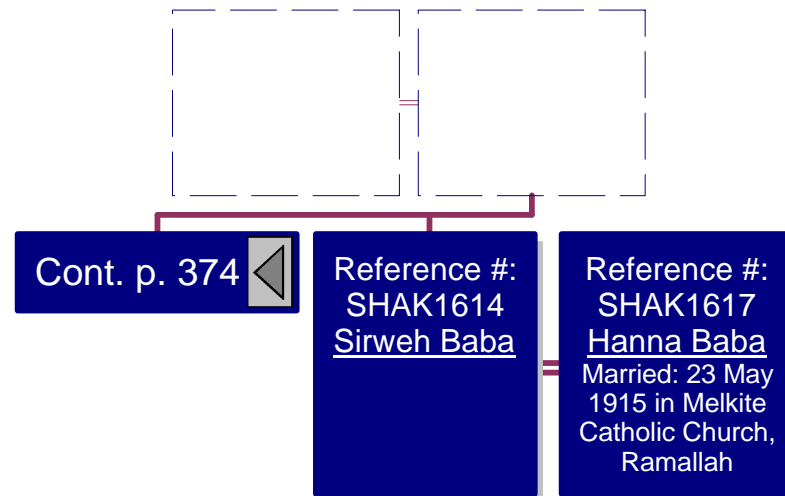 Cont. p. 374
Reference #:
SHAK1614
Sirweh Baba
Reference #:
SHAK1617
Hanna Baba
Married: 23 May
1915 in Melkite
Catholic Church,
Ramallah